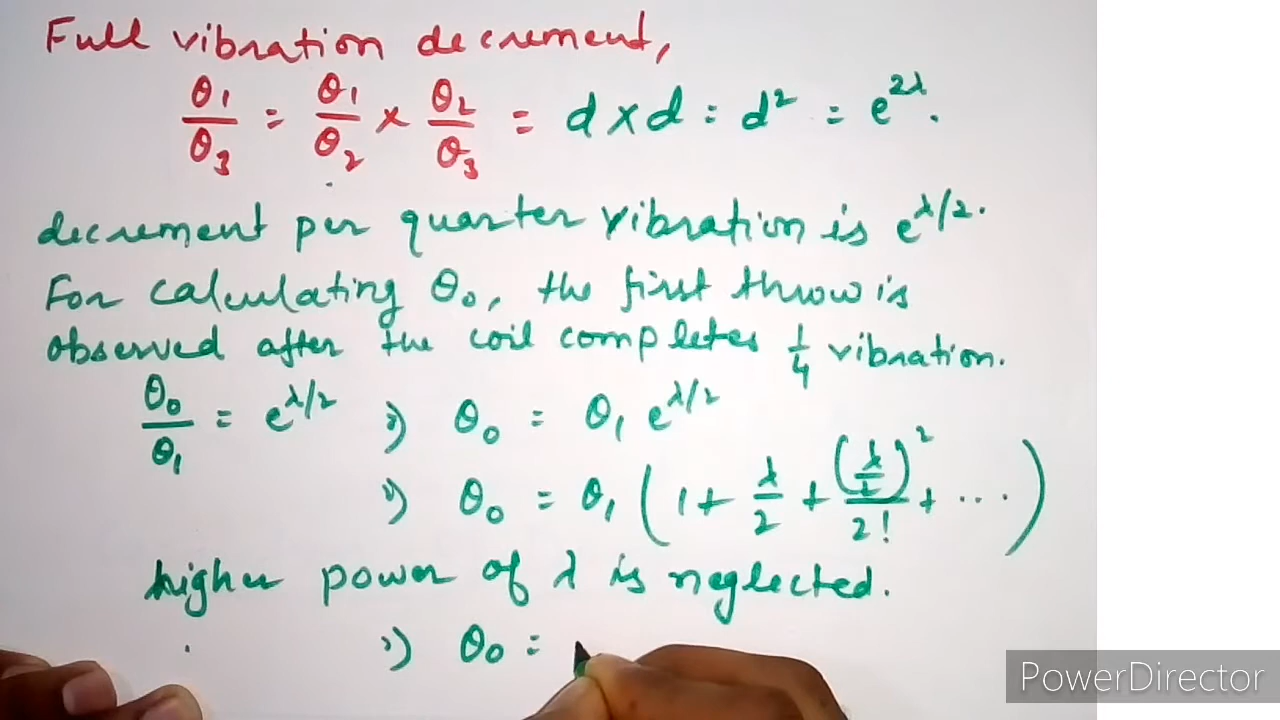 Full vibration decrement,
θ1/θ3 = θ1/θ2 × θ2/θ3 = d × d = d² = e^2λ.
decrement per quarter vibration is e^λ/2.
For calculating θ0, the first throw is
observed after the coil completes 1/4 vibration.
θ0/θ1 = e^λ/2 ⇒ θ0 = θ1 e^λ/2
⇒ θ0 = θ1 (1 + λ/2 + (λ/2)²/2! + ...)
higher power of λ is neglected.
⇒ θ0 =
PowerDirector